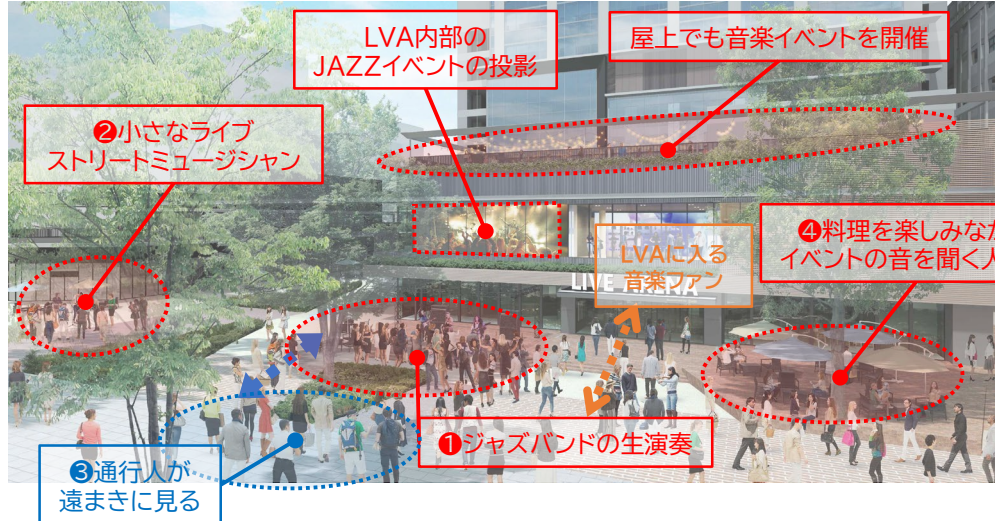 LVA内部の
JAZZイベントの投影
屋上でも音楽イベントを開催
❷小さなライブ
ストリートミュージシャン
LVAに入る
音楽ファン
❹料理を楽しみなが
イベントの音を聞く人
LIVE ARENA
❶ジャズバンドの生演奏
❸通行人が
遠まきに見る